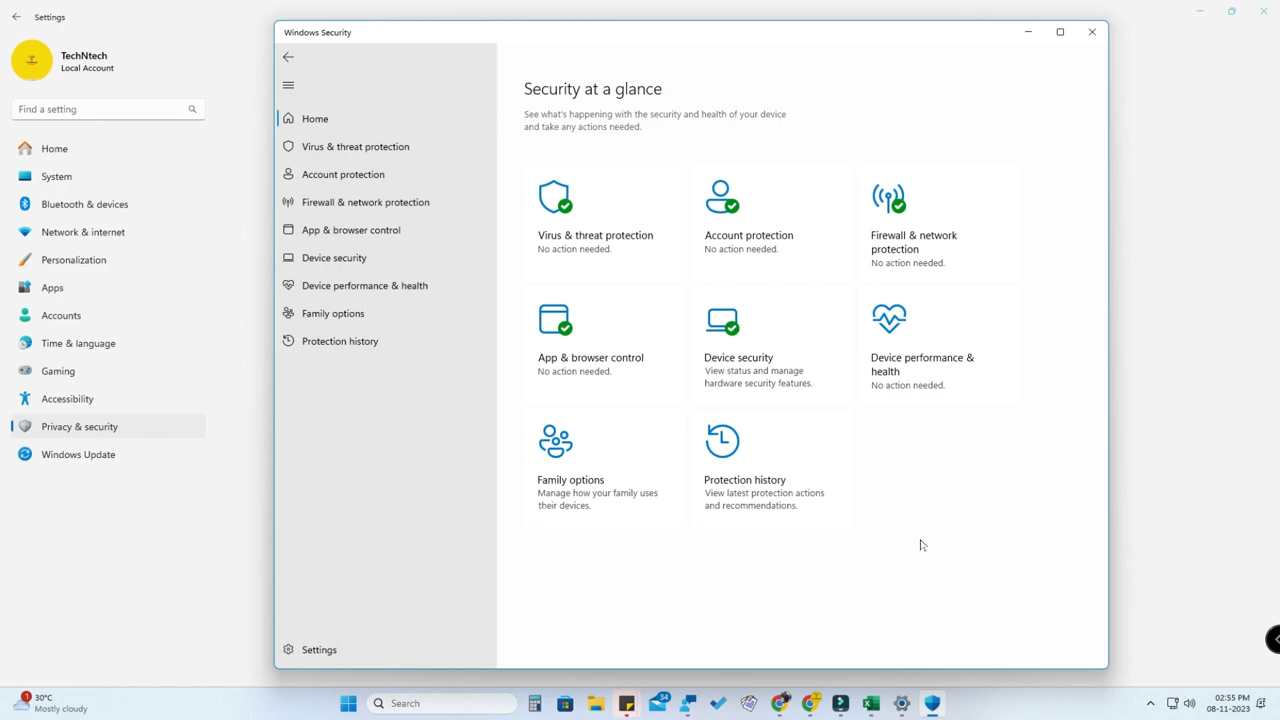 Settings
TechNtech
Local Account
Find a setting
Home
System
Bluetooth & devices
Network & internet
Personalization
Apps
Accounts
Time & language
Gaming
Accessibility
Privacy & security
Windows Update
Windows Security
Home
Virus & threat protection
Account protection
Firewall & network protection
App & browser control
Device security
Device performance & health
Family options
Protection history
Settings
Security at a glance
See what's happening with the security and health of your device
and take any actions needed.
Virus & threat protection
No action needed.
Account protection
No action needed.
Firewall & network
protection
No action needed.
App & browser control
No action needed.
Device security
View status and manage
hardware security features.
Device performance &
health
No action needed.
Family options
Manage how your family uses
their devices.
Protection history
View latest protection actions
and recommendations.
1
30°C
Mostly cloudy
Search
34
02:55 PM
08-11-2023